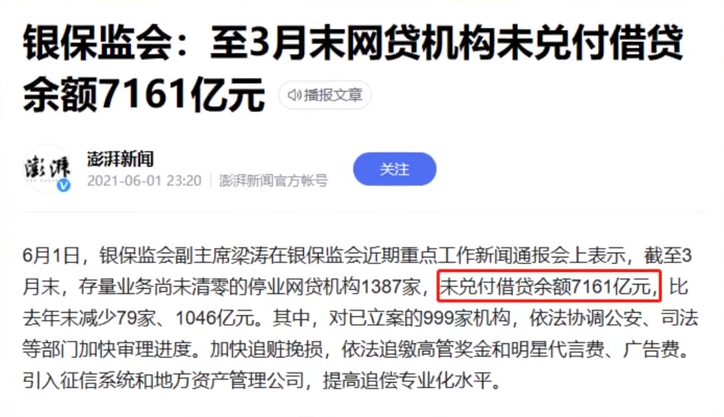 银保监会：至3月末网贷机构未兑付借贷
余额7161亿元 播报文章
澎湃 澎湃新闻 关注
2021-06-01 23:20 澎湃新闻官方帐号
6月1日，银保监会副主席梁涛在银保监会近期重点工作新闻通报会上表示，截至3
月末，存量业务尚未清零的停业网贷机构1387家，未兑付借贷余额7161亿元，比
去年末减少79家、1046亿元。其中，对已立案的999家机构，依法协调公安、司法
等部门加快审理进度。加快追赃挽损，依法追缴高管奖金和明星代言费、广告费。
引入征信系统和地方资产管理公司，提高追偿专业化水平。